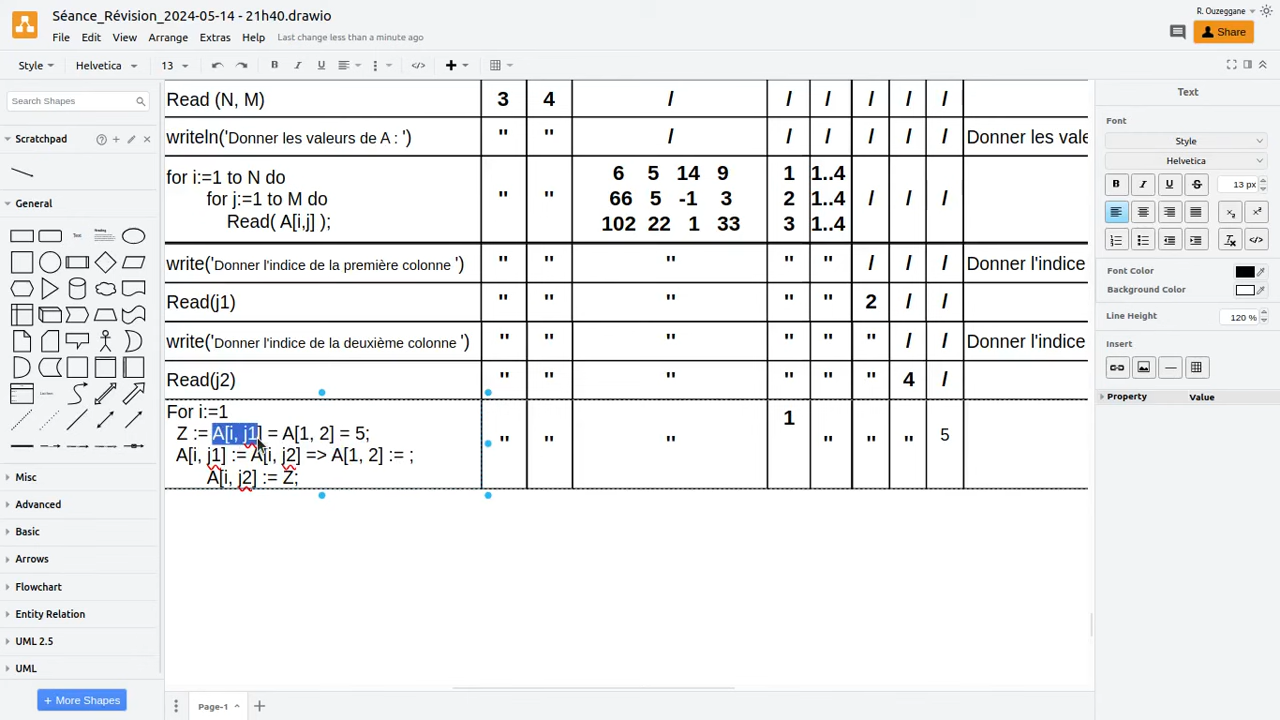 Séance_Révision_2024-05-14 - 21h40.drawio
R. Ouzeggane
File Edit View Arrange Extras Help Last change less than a minute ago
Share
Style Helvetica 13 B I U
Search Shapes
Scratchpad
General
Text
Heading
Misc
Advanced
Basic
Arrows
Flowchart
Entity Relation
UML 2.5
UML
+ More Shapes
Read (N, M) 3 4 / / / / / /
writeln('Donner les valeurs de A : ') " " / / / / / / Donner les vale
for i:=1 to N do
for j:=1 to M do
Read( A[i,j] );
" "
6 5 14 9
66 5 -1 3
102 22 1 33
1 1..4
2 1..4
3 1..4
/ / /
write('Donner l'indice de la première colonne ') " " " " " / / / Donner l'indice
Read(j1) " " " " " 2 / /
write('Donner l'indice de la deuxième colonne ') " " " " " " / / Donner l'indice
Read(j2) " " " " " " 4 /
For i:=1
Z := A[i, j1] = A[1, 2] = 5;
A[i, j1] := A[i, j2] => A[1, 2] := ;
A[i, j2] := Z;
" " " 1 " " " 5
Page-1
Text
Font
Style
Helvetica
B I U S 13 px
Font Color
Background Color
Line Height 120 %
Insert
Property Value